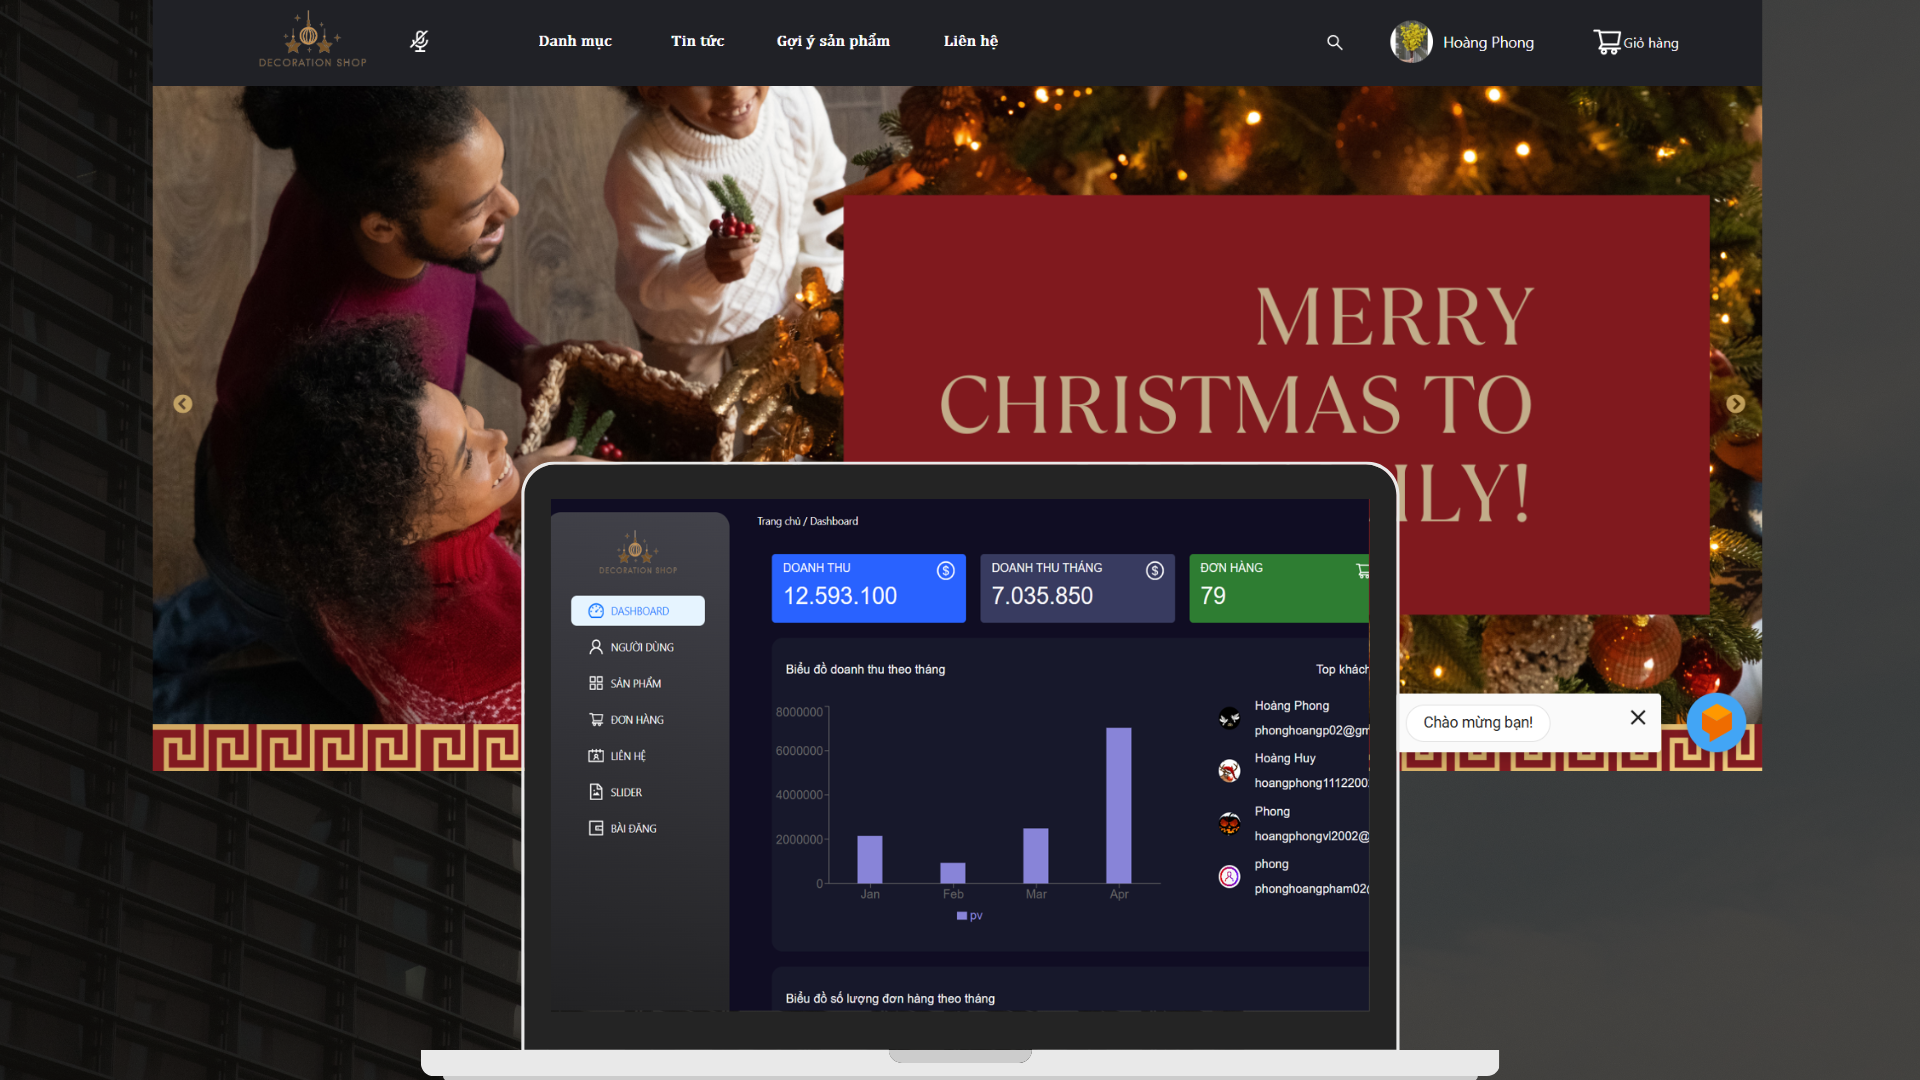 DECORATION SHOP
Danh mục
Tin tức
Gợi ý sản phẩm
Liên hệ
Hoàng Phong
Giỏ hàng
MERRY
CHRISTMAS TO
ILY!
Chào mừng bạn!
DECORATION SHOP
DASHBOARD
NGƯỜI DÙNG
SẢN PHẨM
ĐƠN HÀNG
LIÊN HỆ
SLIDER
BÀI ĐĂNG
Trang chủ / Dashboard
DOANH THU
12.593.100
DOANH THU THÁNG
7.035.850
ĐƠN HÀNG
79
Biểu đồ doanh thu theo tháng
8000000
6000000
4000000
2000000
0
Jan
Feb
Mar
Apr
pv
Top khách
Hoàng Phong
phonghoangp02@gm
Hoàng Huy
hoangphong11122002
Phong
hoangphongvl2002@
phong
phonghoangpham02@
Biểu đồ số lượng đơn hàng theo tháng